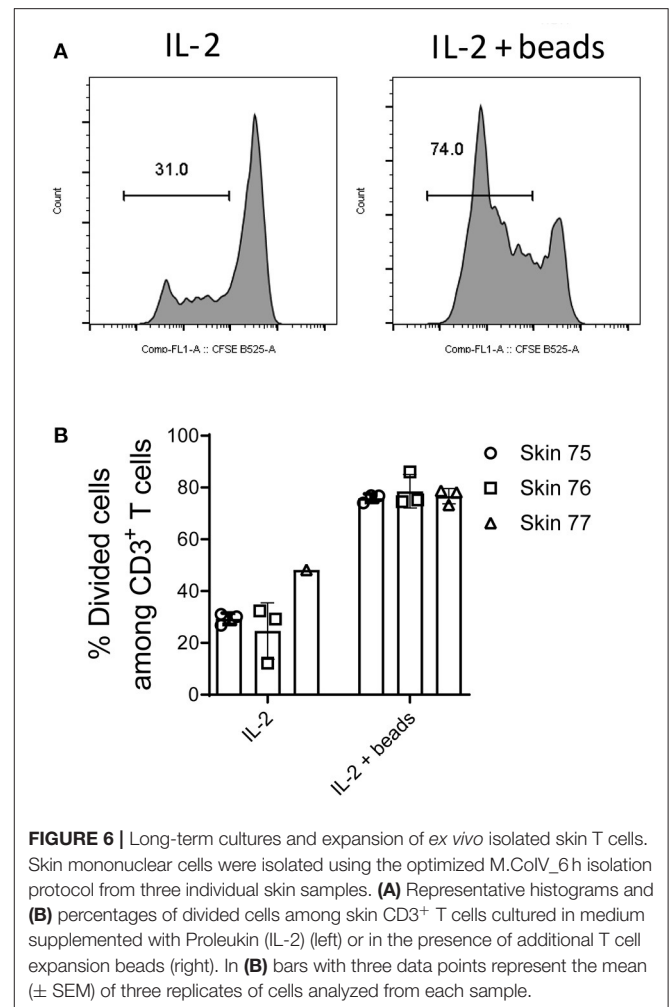 A
IL-2
IL-2 + beads
31.0
74.0
Count
Count
Comp-FL1-A :: CFSE B525-A
Comp-FL1-A :: CFSE B525-A
B
% Divided cells
among CD3⁺ T cells
100
80
60
40
20
0
IL-2
IL-2 + beads
Skin 75
Skin 76
Skin 77
FIGURE 6 | Long-term cultures and expansion of ex vivo isolated skin T cells.
Skin mononuclear cells were isolated using the optimized M.ColV_6 h isolation
protocol from three individual skin samples. (A) Representative histograms and
(B) percentages of divided cells among skin CD3⁺ T cells cultured in medium
supplemented with Proleukin (IL-2) (left) or in the presence of additional T cell
expansion beads (right). In (B) bars with three data points represent the mean
(± SEM) of three replicates of cells analyzed from each sample.